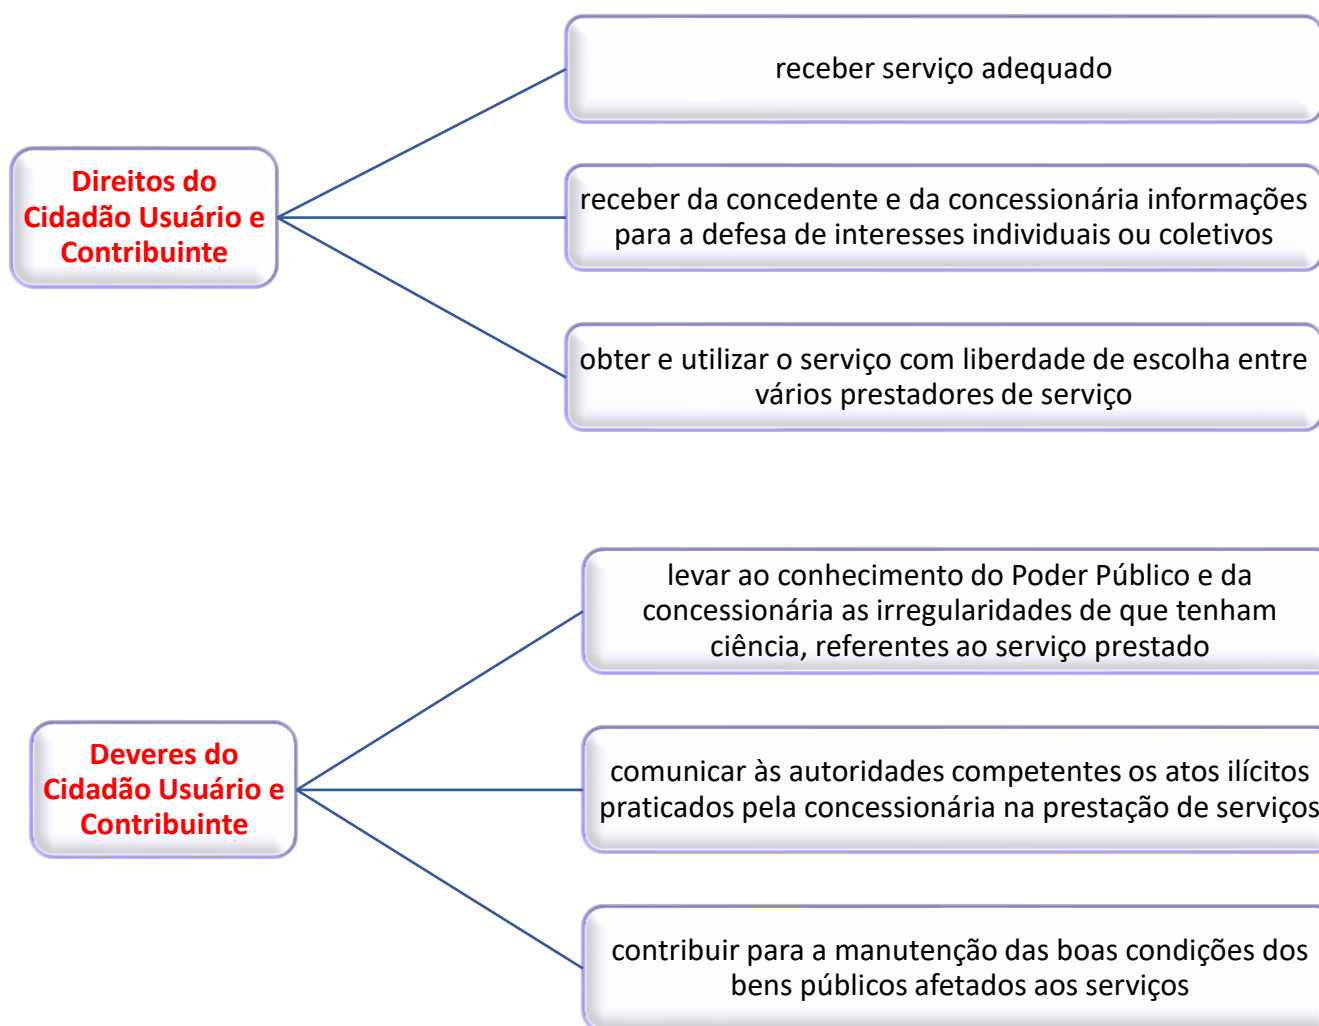 Direitos do
Cidadão Usuário e
Contribuinte
receber serviço adequado
receber da concedente e da concessionária informações
para a defesa de interesses individuais ou coletivos
obter e utilizar o serviço com liberdade de escolha entre
vários prestadores de serviço
Deveres do
Cidadão Usuário e
Contribuinte
levar ao conhecimento do Poder Público e da
concessionária as irregularidades de que tenham
ciência, referentes ao serviço prestado
comunicar às autoridades competentes os atos ilícitos
praticados pela concessionária na prestação de serviços
contribuir para a manutenção das boas condições dos
bens públicos afetados aos serviços